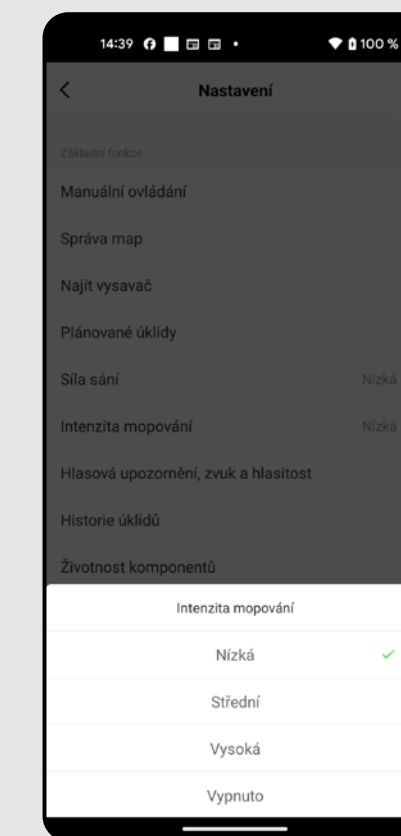 14:39 100 %
Nastavení
Základní funkce
Manuální ovládání
Správa map
Najít vysavač
Plánované úklidy
Síla sání Nízká
Intenzita mopování Nízká
Hlasová upozornění, zvuk a hlasitost
Historie úklidů
Životnost komponentů
Intenzita mopování
Nízká
Střední
Vysoká
Vypnuto